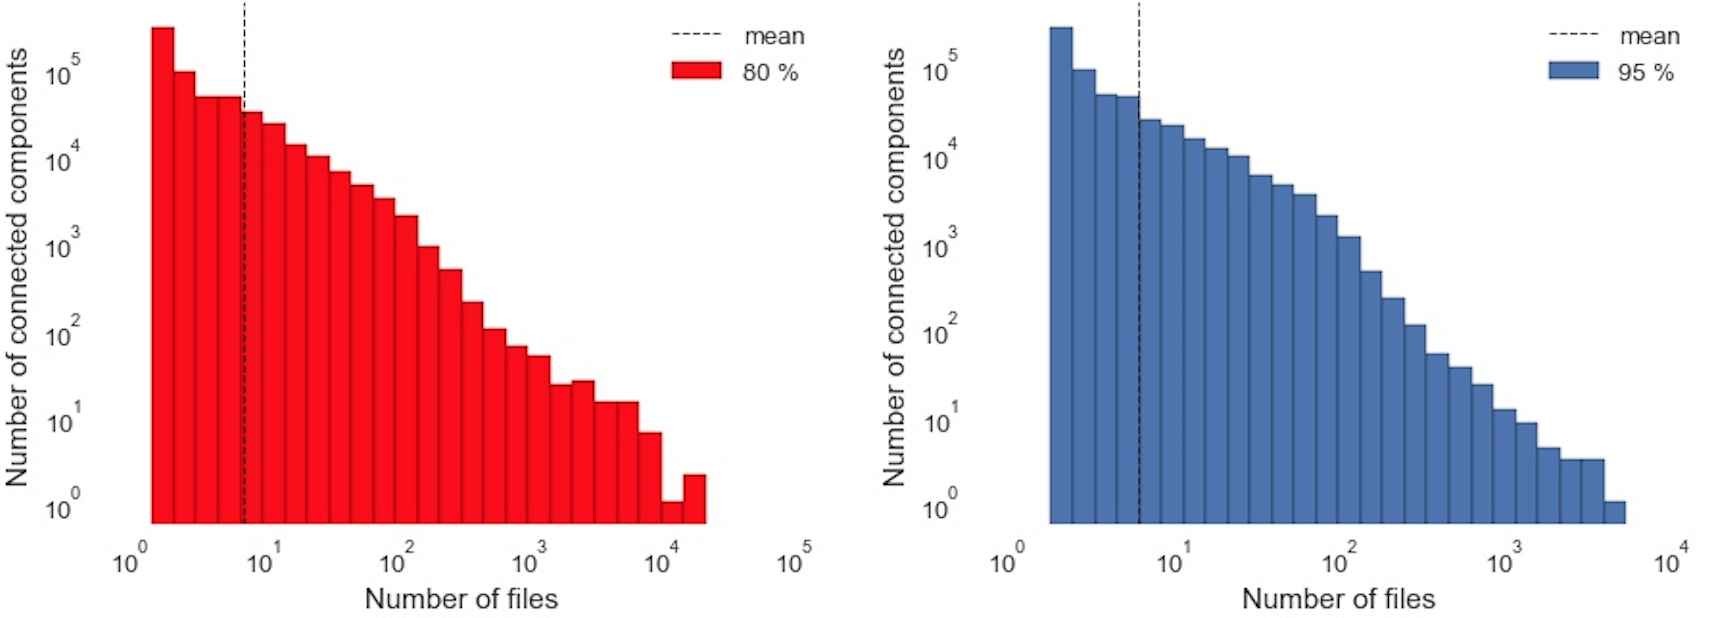 mean
80 %
Number of connected components
10^5
10^4
10^3
10^2
10^1
10^0
10^0 10^1 10^2 10^3 10^4 10^5
Number of files
mean
95 %
Number of connected components
10^5
10^4
10^3
10^2
10^1
10^0
10^0 10^1 10^2 10^3 10^4
Number of files